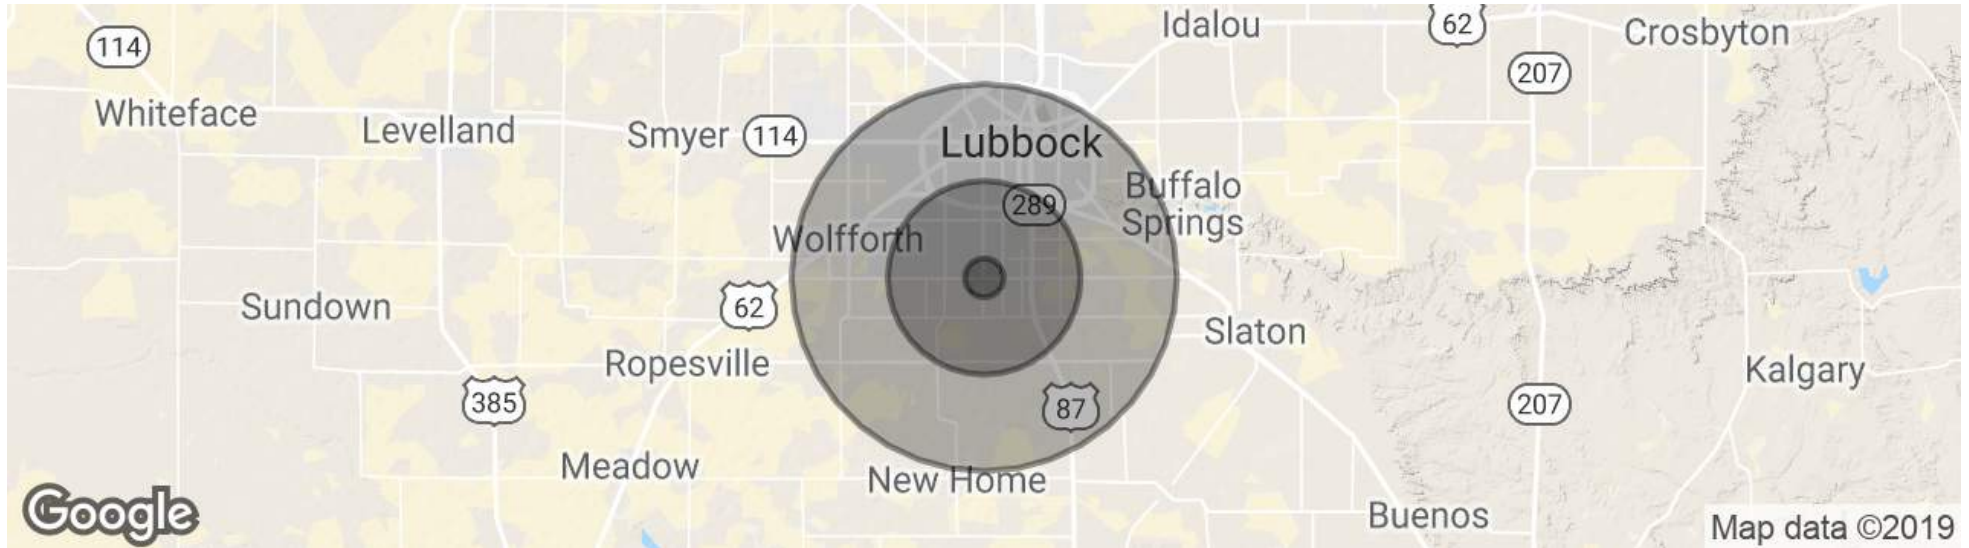 Idalou
62
Crosbyton
114
207
Whiteface
Levelland
Smyer
114
Lubbock
Buffalo
Springs
289
Wolfforth
Sundown
62
Slaton
Ropesville
Kalgary
385
87
207
Meadow
New Home
Google
Buenos
Map data ©2019